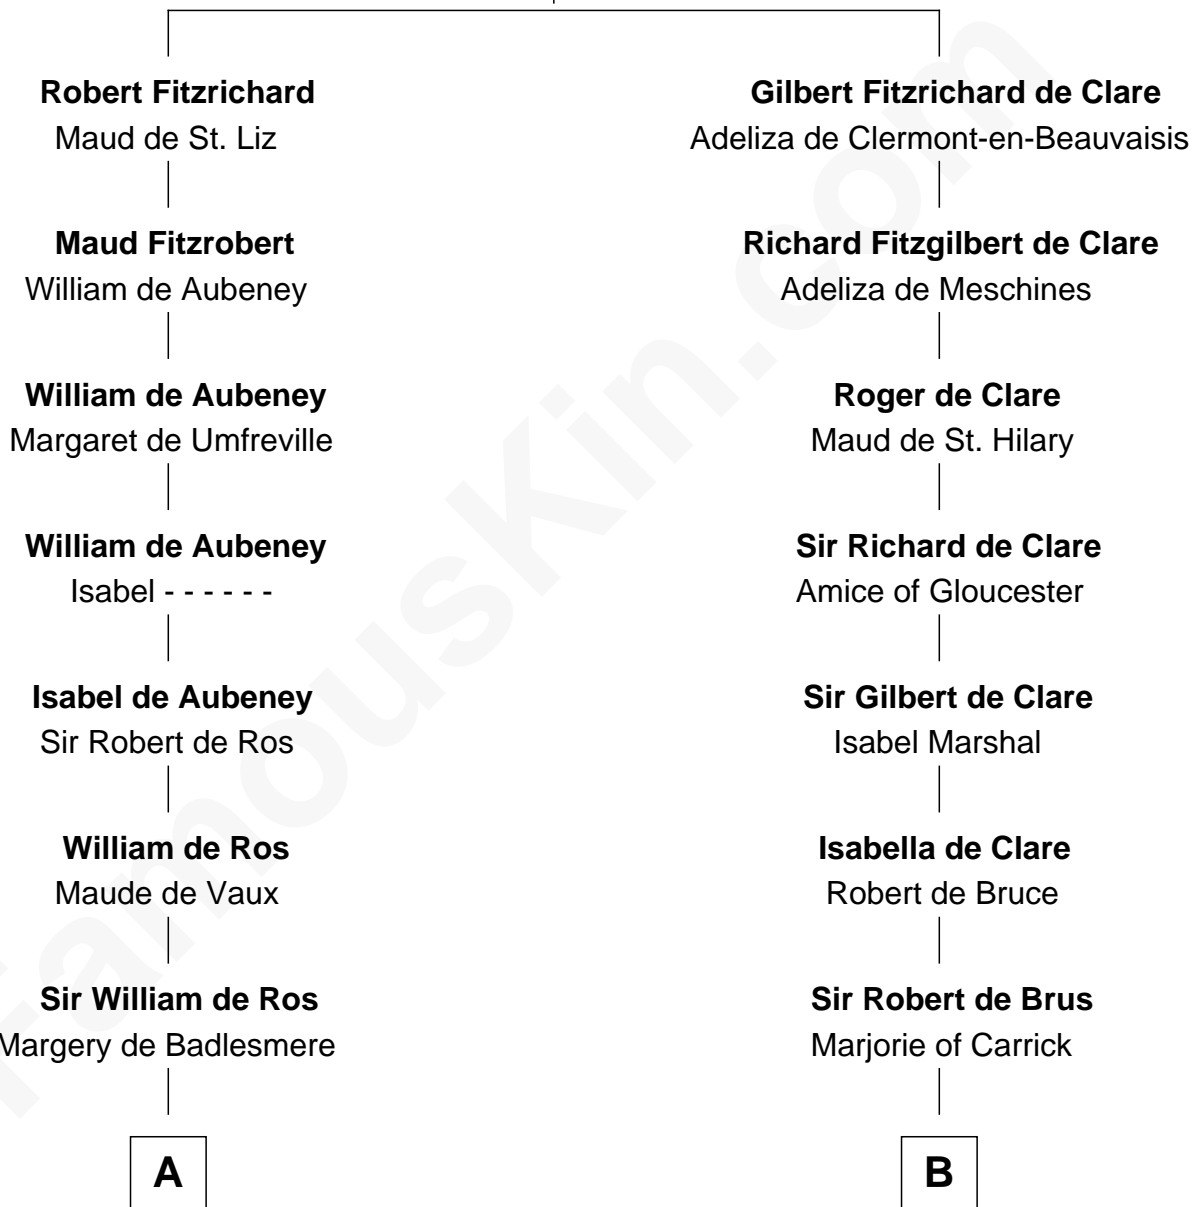 Robert Fitzrichard
Maud de St. Liz
Maud Fitzrobert
William de Aubeney
William de Aubeney
Margaret de Umfreville
William de Aubeney
Isabel - - - - - -
Isabel de Aubeney
Sir Robert de Ros
William de Ros
Maude de Vaux
Sir William de Ros
Margery de Badlesmere
A
Gilbert Fitzrichard de Clare
Adeliza de Clermont-en-Beauvaisis
Richard Fitzgilbert de Clare
Adeliza de Meschines
Roger de Clare
Maud de St. Hilary
Sir Richard de Clare
Amice of Gloucester
Sir Gilbert de Clare
Isabel Marshal
Isabella de Clare
Robert de Bruce
Sir Robert de Brus
Marjorie of Carrick
B
FamousKin.com